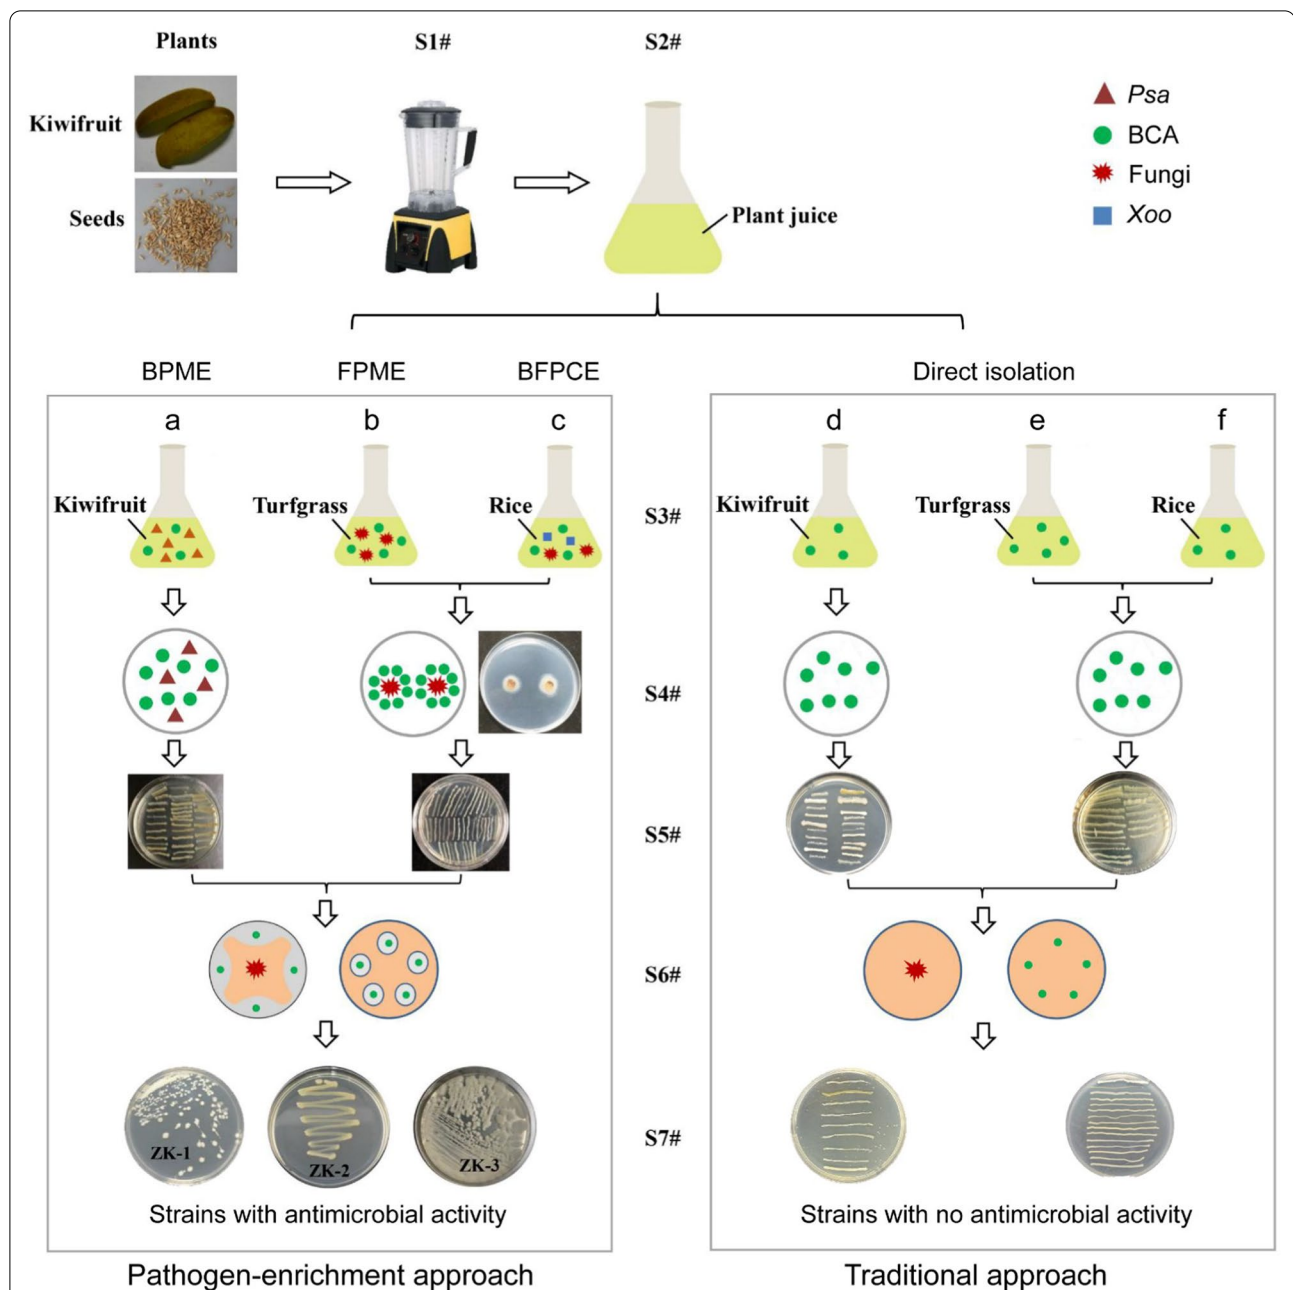 Plants
S1#
S2#
Kiwifruit
Seeds
Plant juice
Psa
BCA
Fungi
Xoo
BPME
FPME
BFPCE
Direct isolation
a
b
c
d
e
f
Kiwifruit
Turfgrass
Rice
S3#
Kiwifruit
Turfgrass
Rice
S4#
S5#
S6#
S7#
ZK-1
ZK-2
ZK-3
Strains with antimicrobial activity
Strains with no antimicrobial activity
Pathogen-enrichment approach
Traditional approach